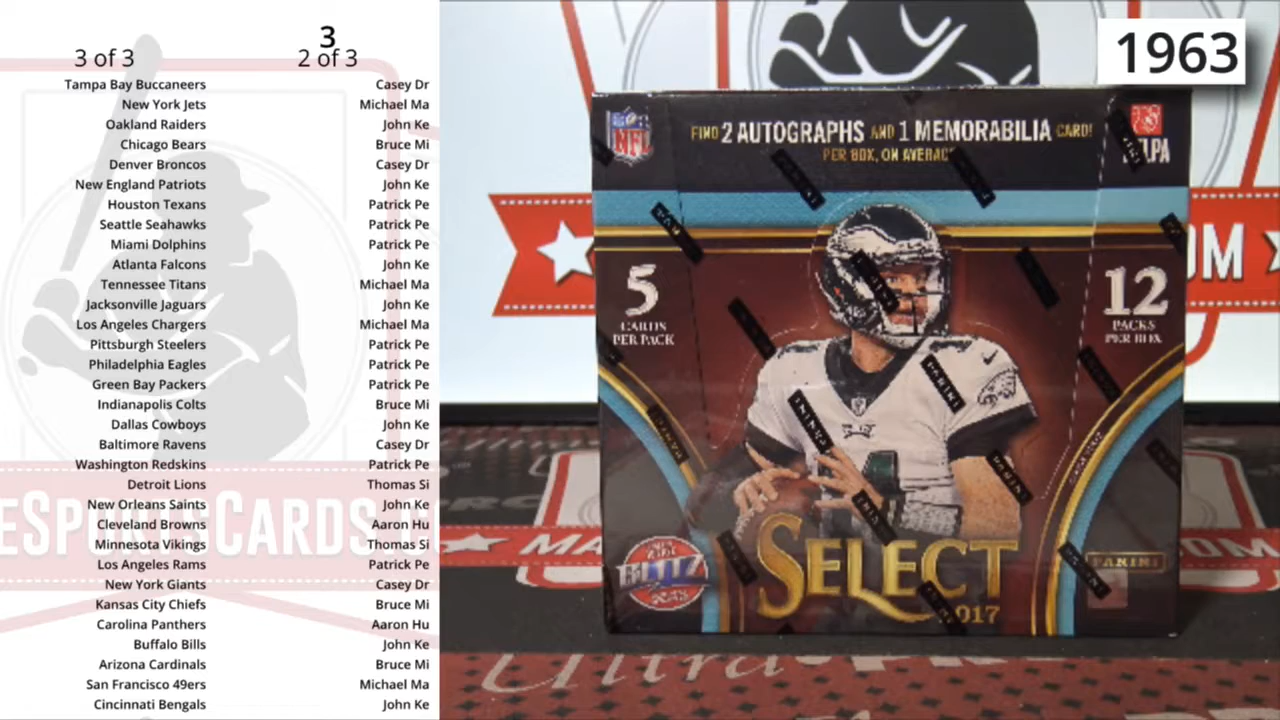 3
3 of 3 2 of 3
Tampa Bay Buccaneers Casey Dr
New York Jets Michael Ma
Oakland Raiders John Ke
Chicago Bears Bruce Mi
Denver Broncos Casey Dr
New England Patriots John Ke
Houston Texans Patrick Pe
Seattle Seahawks Patrick Pe
Miami Dolphins Patrick Pe
Atlanta Falcons John Ke
Tennessee Titans Michael Ma
Jacksonville Jaguars John Ke
Los Angeles Chargers Michael Ma
Pittsburgh Steelers Patrick Pe
Philadelphia Eagles Patrick Pe
Green Bay Packers Patrick Pe
Indianapolis Colts Bruce Mi
Dallas Cowboys John Ke
Baltimore Ravens Casey Dr
Washington Redskins Patrick Pe
Detroit Lions Thomas Si
New Orleans Saints John Ke
Cleveland Browns Aaron Hu
Minnesota Vikings Thomas Si
Los Angeles Rams Patrick Pe
New York Giants Casey Dr
Kansas City Chiefs Bruce Mi
Carolina Panthers Aaron Hu
Buffalo Bills John Ke
Arizona Cardinals Bruce Mi
San Francisco 49ers Michael Ma
Cincinnati Bengals John Ke
eSportsCards
1963
NFL
FIND 2 AUTOGRAPHS AND 1 MEMORABILIA CARD!
PER BOX, ON AVERAGE
5
CARDS
PER PACK
12
PACKS
PER BOX
OM
PANINI
BLITZ
SELECT
2017
PANINI
MA
OM
Ultra PRO